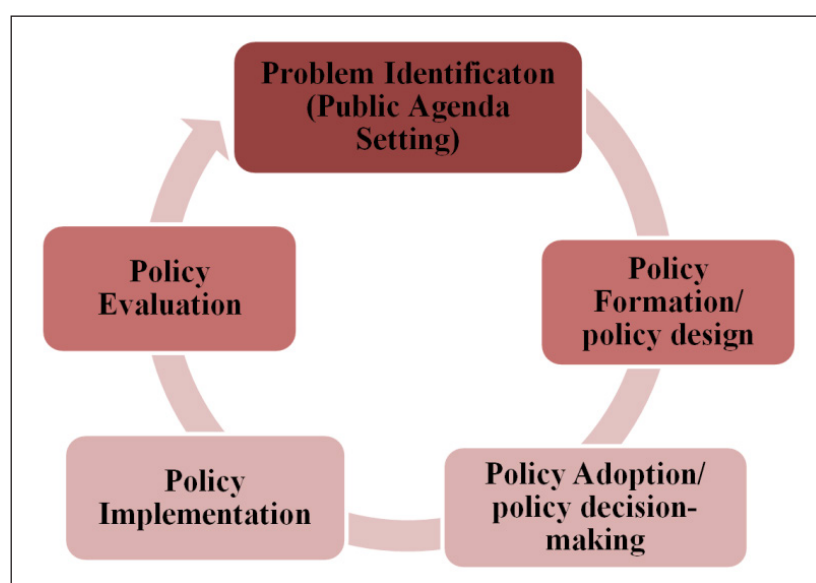 Problem Identificaton
(Public Agenda
Setting)
Policy
Formation/
policy design
Policy Adoption/
policy decision-
making
Policy
Implementation
Policy
Evaluation